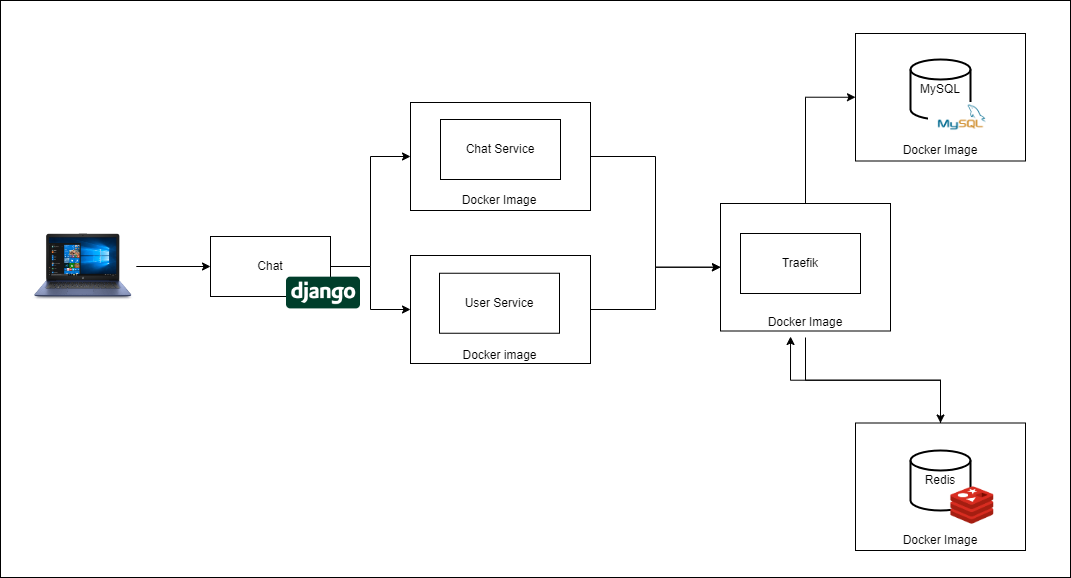 Chat
django
Chat Service
Docker Image
User Service
Docker image
Traefik
Docker Image
MySQL
MySQL
Docker Image
Redis
Docker Image